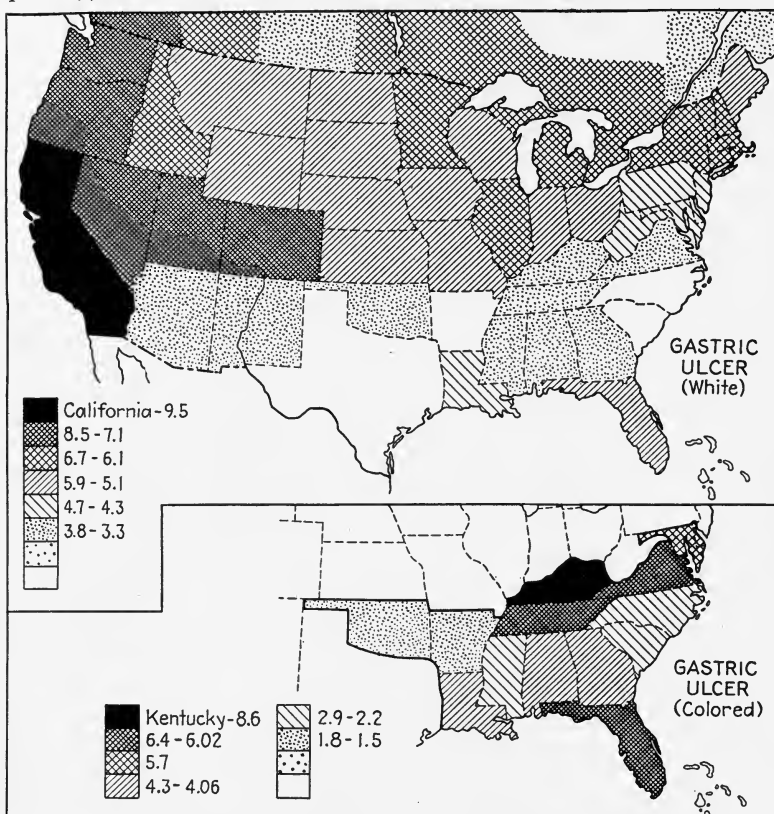 GASTRIC
ULCER
(White)
California-9.5
8.5-7.1
6.7-6.1
5.9-5.1
4.7-4.3
3.8-3.3
GASTRIC
ULCER
(Colored)
Kentucky-8.6
6.4-6.02
5.7
4.3-4.06
2.9-2.2
1.8-1.5